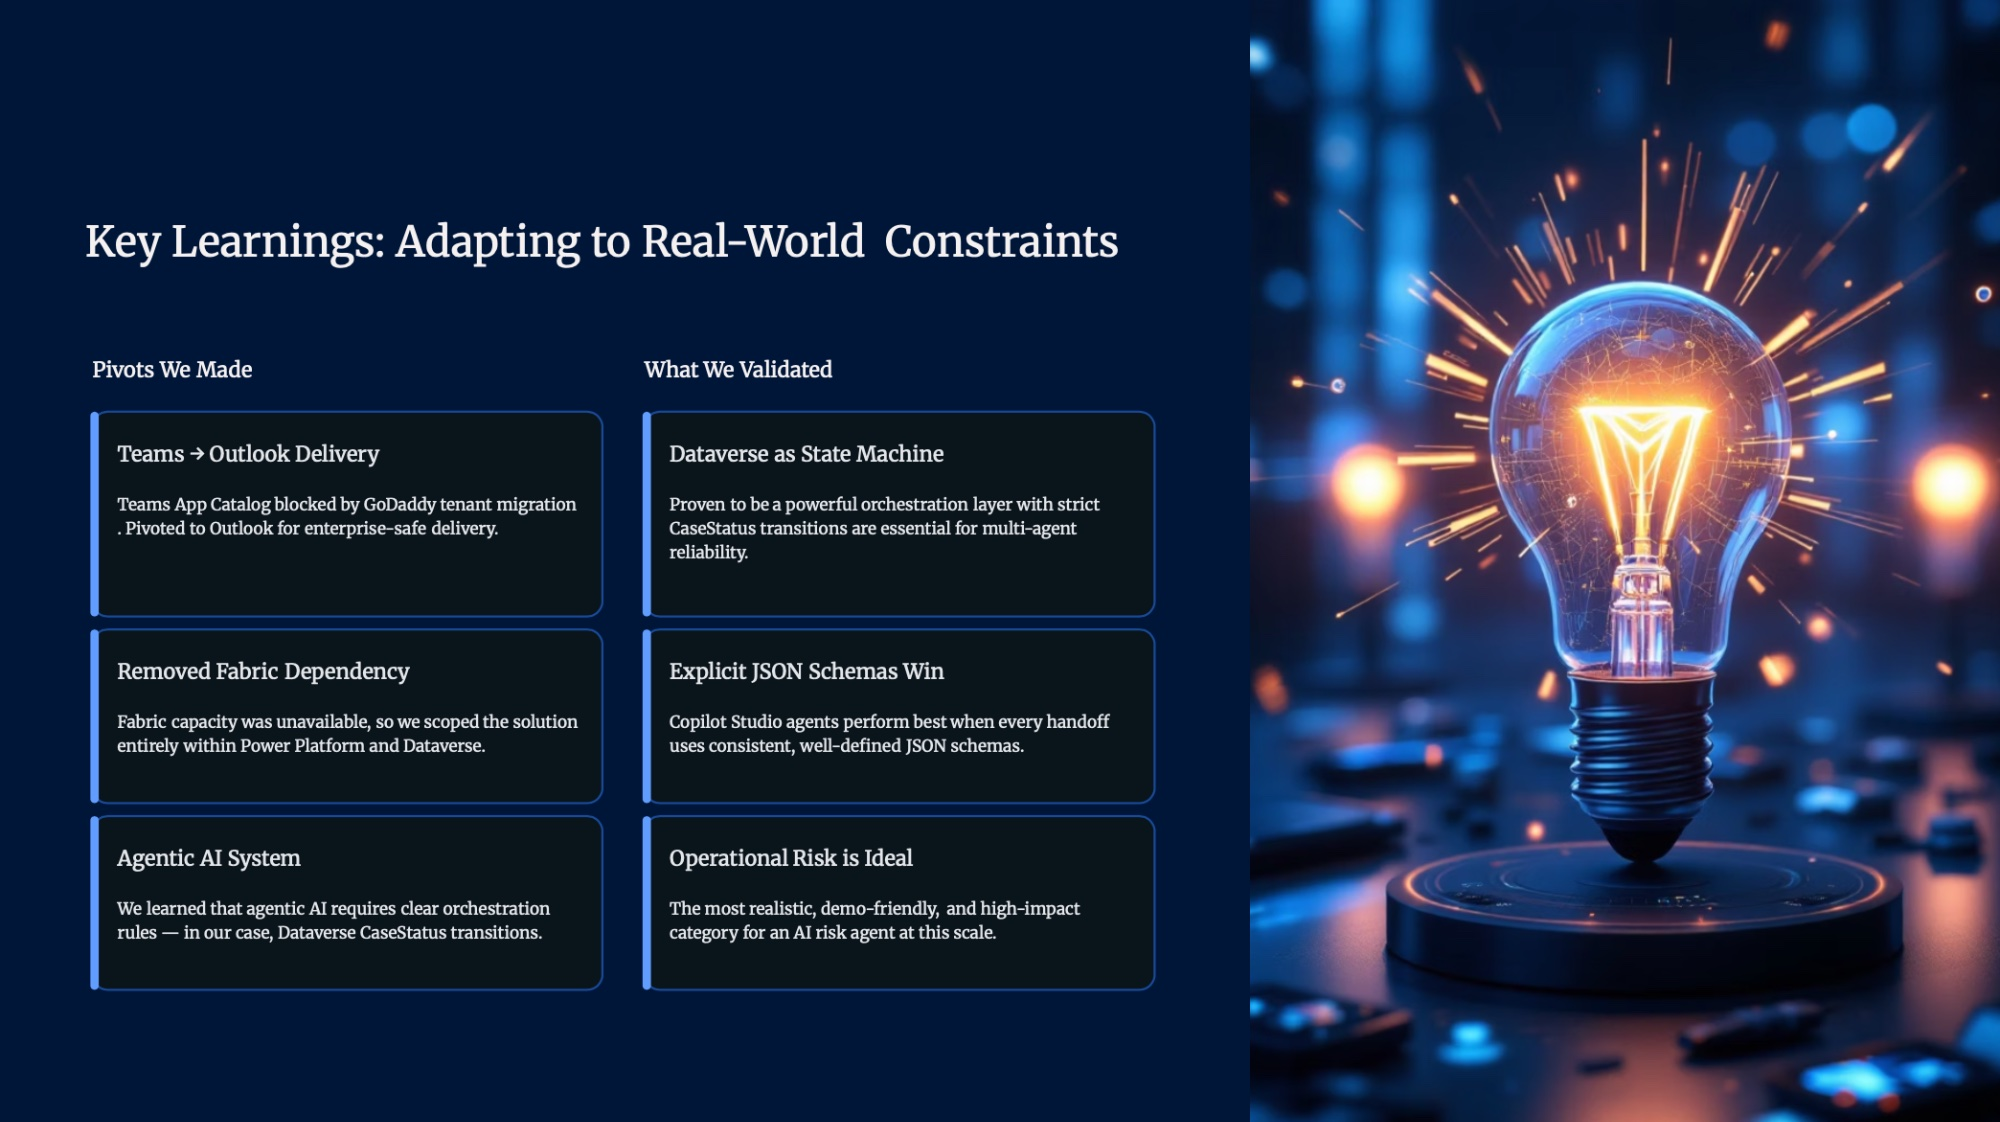 Key Learnings: Adapting to Real-World  Constraints
Pivots We Made
Teams → Outlook Delivery
Teams App Catalog blocked by GoDaddy tenant migration
. Pivoted to Outlook for enterprise-safe delivery.
Removed Fabric Dependency
Fabric capacity was unavailable, so we scoped the solution
entirely within Power Platform and Dataverse.
Agentic AI System
We learned that agentic AI requires clear orchestration
rules — in our case, Dataverse CaseStatus transitions.
What We Validated
Dataverse as State Machine
Proven to be a powerful orchestration layer with strict
CaseStatus transitions are essential for multi-agent
reliability.
Explicit JSON Schemas Win
Copilot Studio agents perform best when every handoff
uses consistent, well-defined JSON schemas.
Operational Risk is Ideal
The most realistic, demo-friendly,  and high-impact
category for an AI risk agent at this scale.